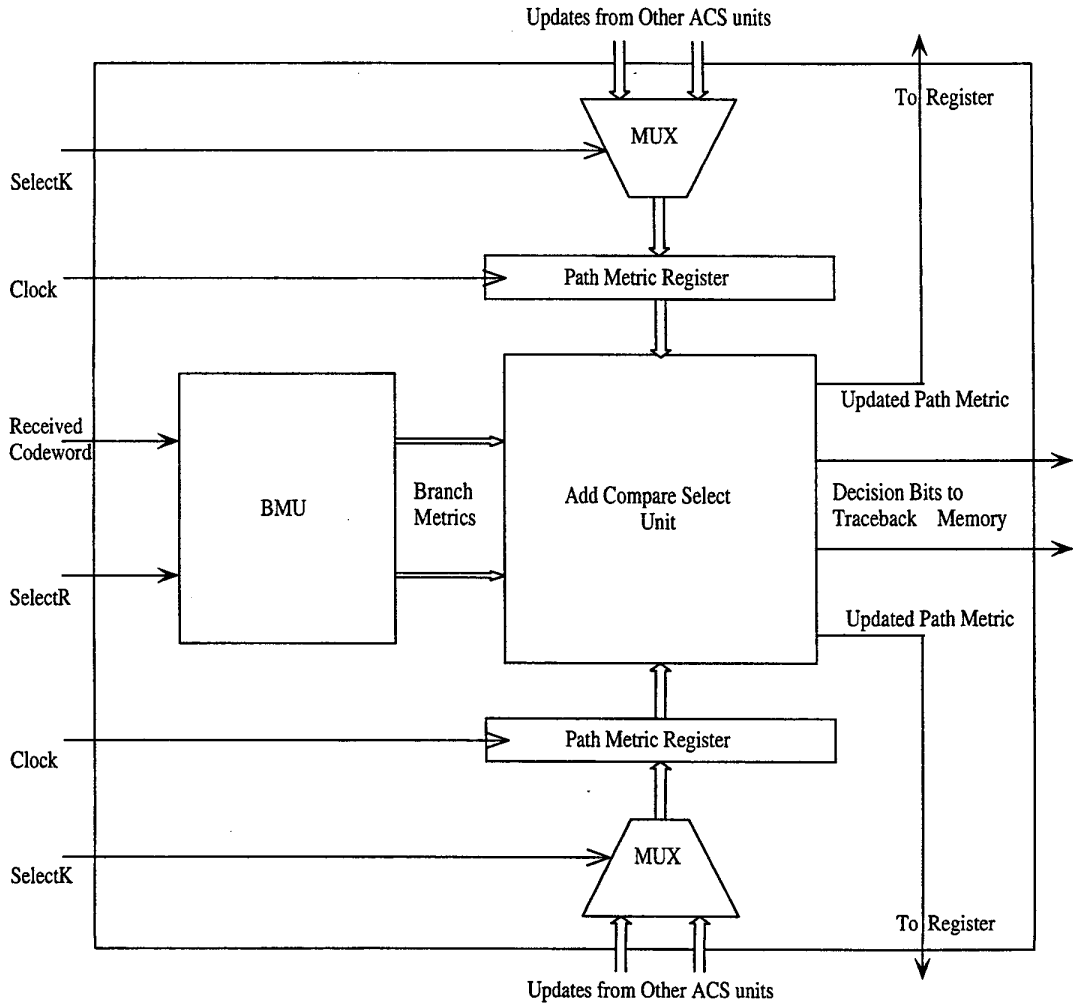 Updates from Other ACS units
To Register
MUX
SelectK
Path Metric Register
Clock
Updated Path Metric
Received
Codeword
BMU
Branch
Metrics
Add Compare Select
Unit
Decision Bits to
Traceback Memory
SelectR
Updated Path Metric
Path Metric Register
Clock
MUX
SelectK
To Register
Updates from Other ACS units